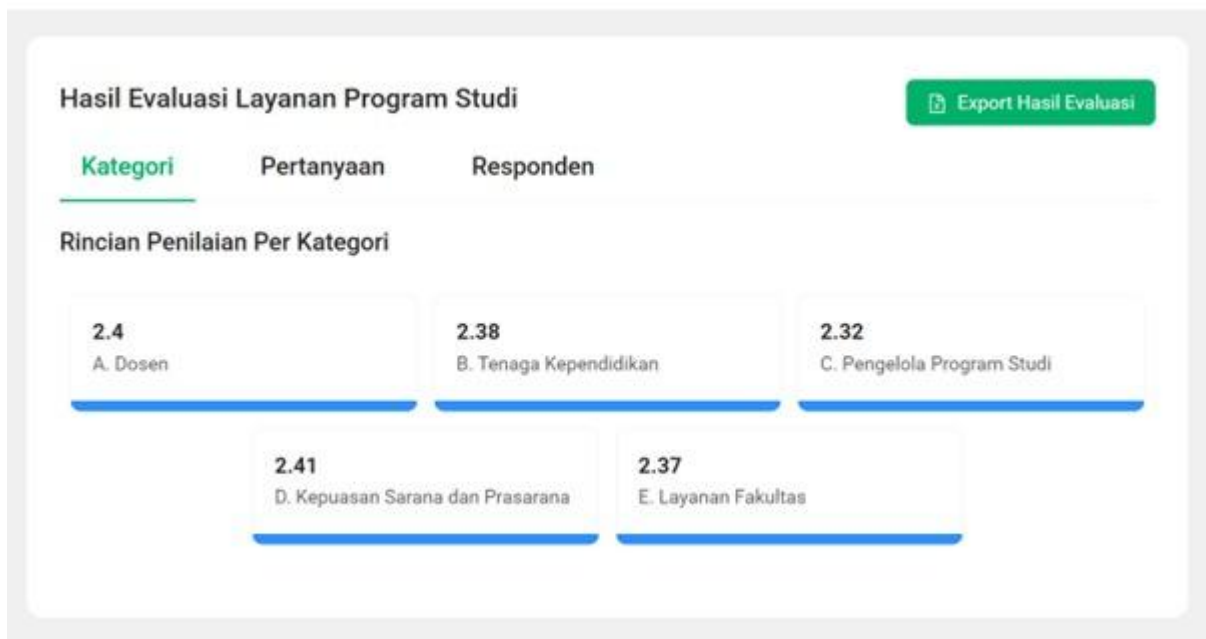 Hasil Evaluasi Layanan Program Studi
Export Hasil Evaluasi
Kategori
Pertanyaan
Responden
Rincian Penilaian Per Kategori
2.4
A. Dosen
2.38
B. Tenaga Kependidikan
2.32
C. Pengelola Program Studi
2.41
D. Kepuasan Sarana dan Prasarana
2.37
E. Layanan Fakultas